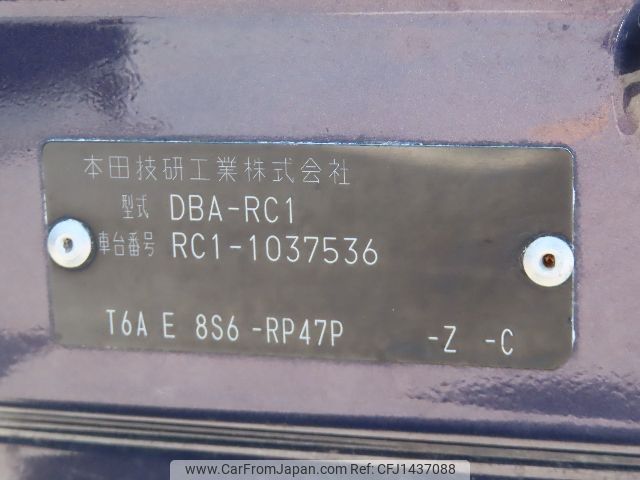 本田技研工業株式会社
型式 DBA-RC1
車台番号 RC1-1037536
T6A E 8S6 -RP47P -Z -C
www.CarFromJapan.com | REF No: CFJ1437088